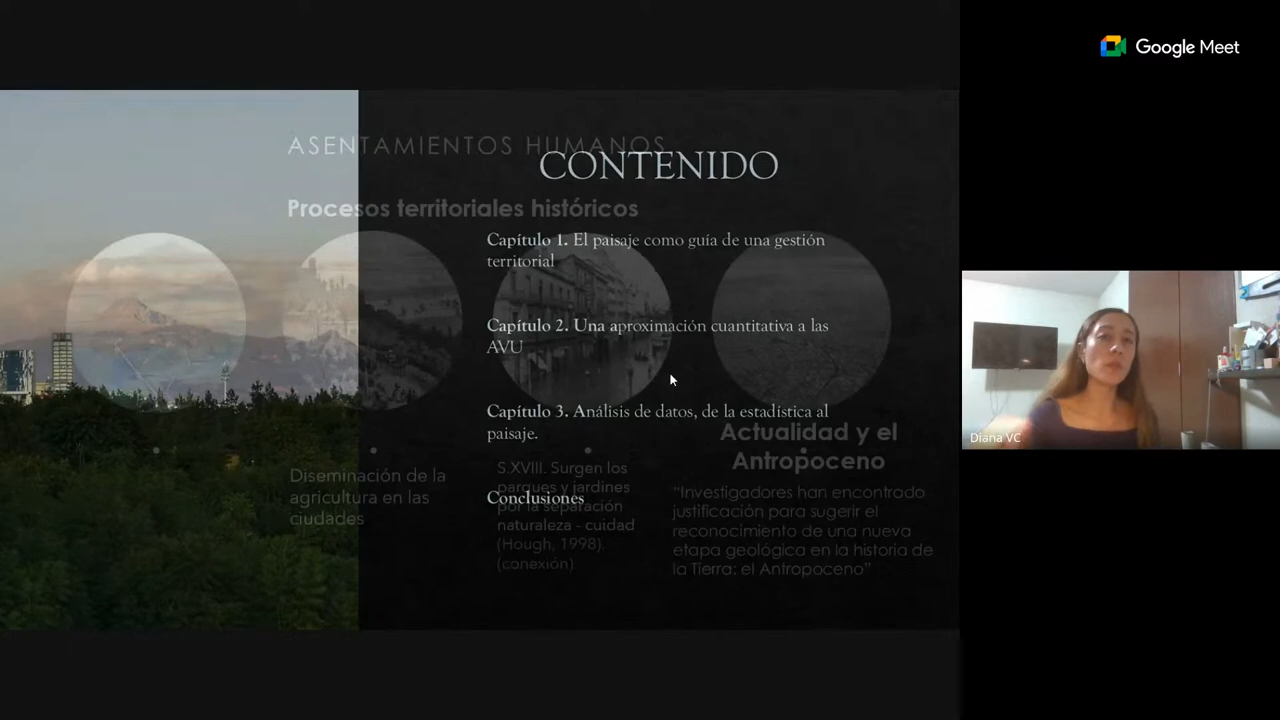 Google Meet
ASENTAMIENTOS HUMANOS
CONTENIDO
Procesos territoriales históricos
Capítulo 1. El paisaje como guía de una gestión
territorial
Capítulo 2. Una aproximación cuantitativa a las
AVU
Capítulo 3. Análisis de datos, de la estadística al
paisaje.
Conclusiones
Diseminación de la
agricultura en las
ciudades
S.XVIII. Surgen los
parques y jardines
por la separación
naturaleza - cuidad
(Hough, 1998).
(conexión)
Actualidad y el
Antropoceno
“Investigadores han encontrado
justificación para sugerir el
reconocimiento de una nueva
etapa geológica en la historia de
la Tierra: el Antropoceno”
Diana VC